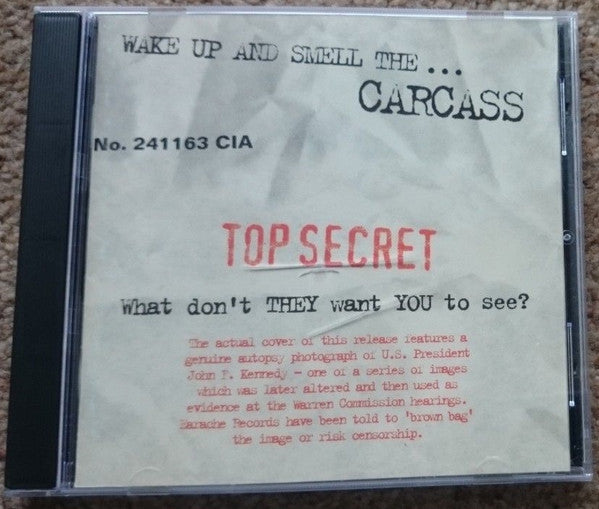 WAKE UP AND SMELL THE ...
CARCASS
No. 241163 CIA
TOP SECRET
What don't THEY want YOU to see?
The actual cover of this release features a
genuine autopsy photograph of U.S. President
John F. Kennedy - one of a series of images
which was later altered and then used as
evidence at the Warren Commission hearings.
Earache Records have been told to 'brown bag'
the image or risk censorship.